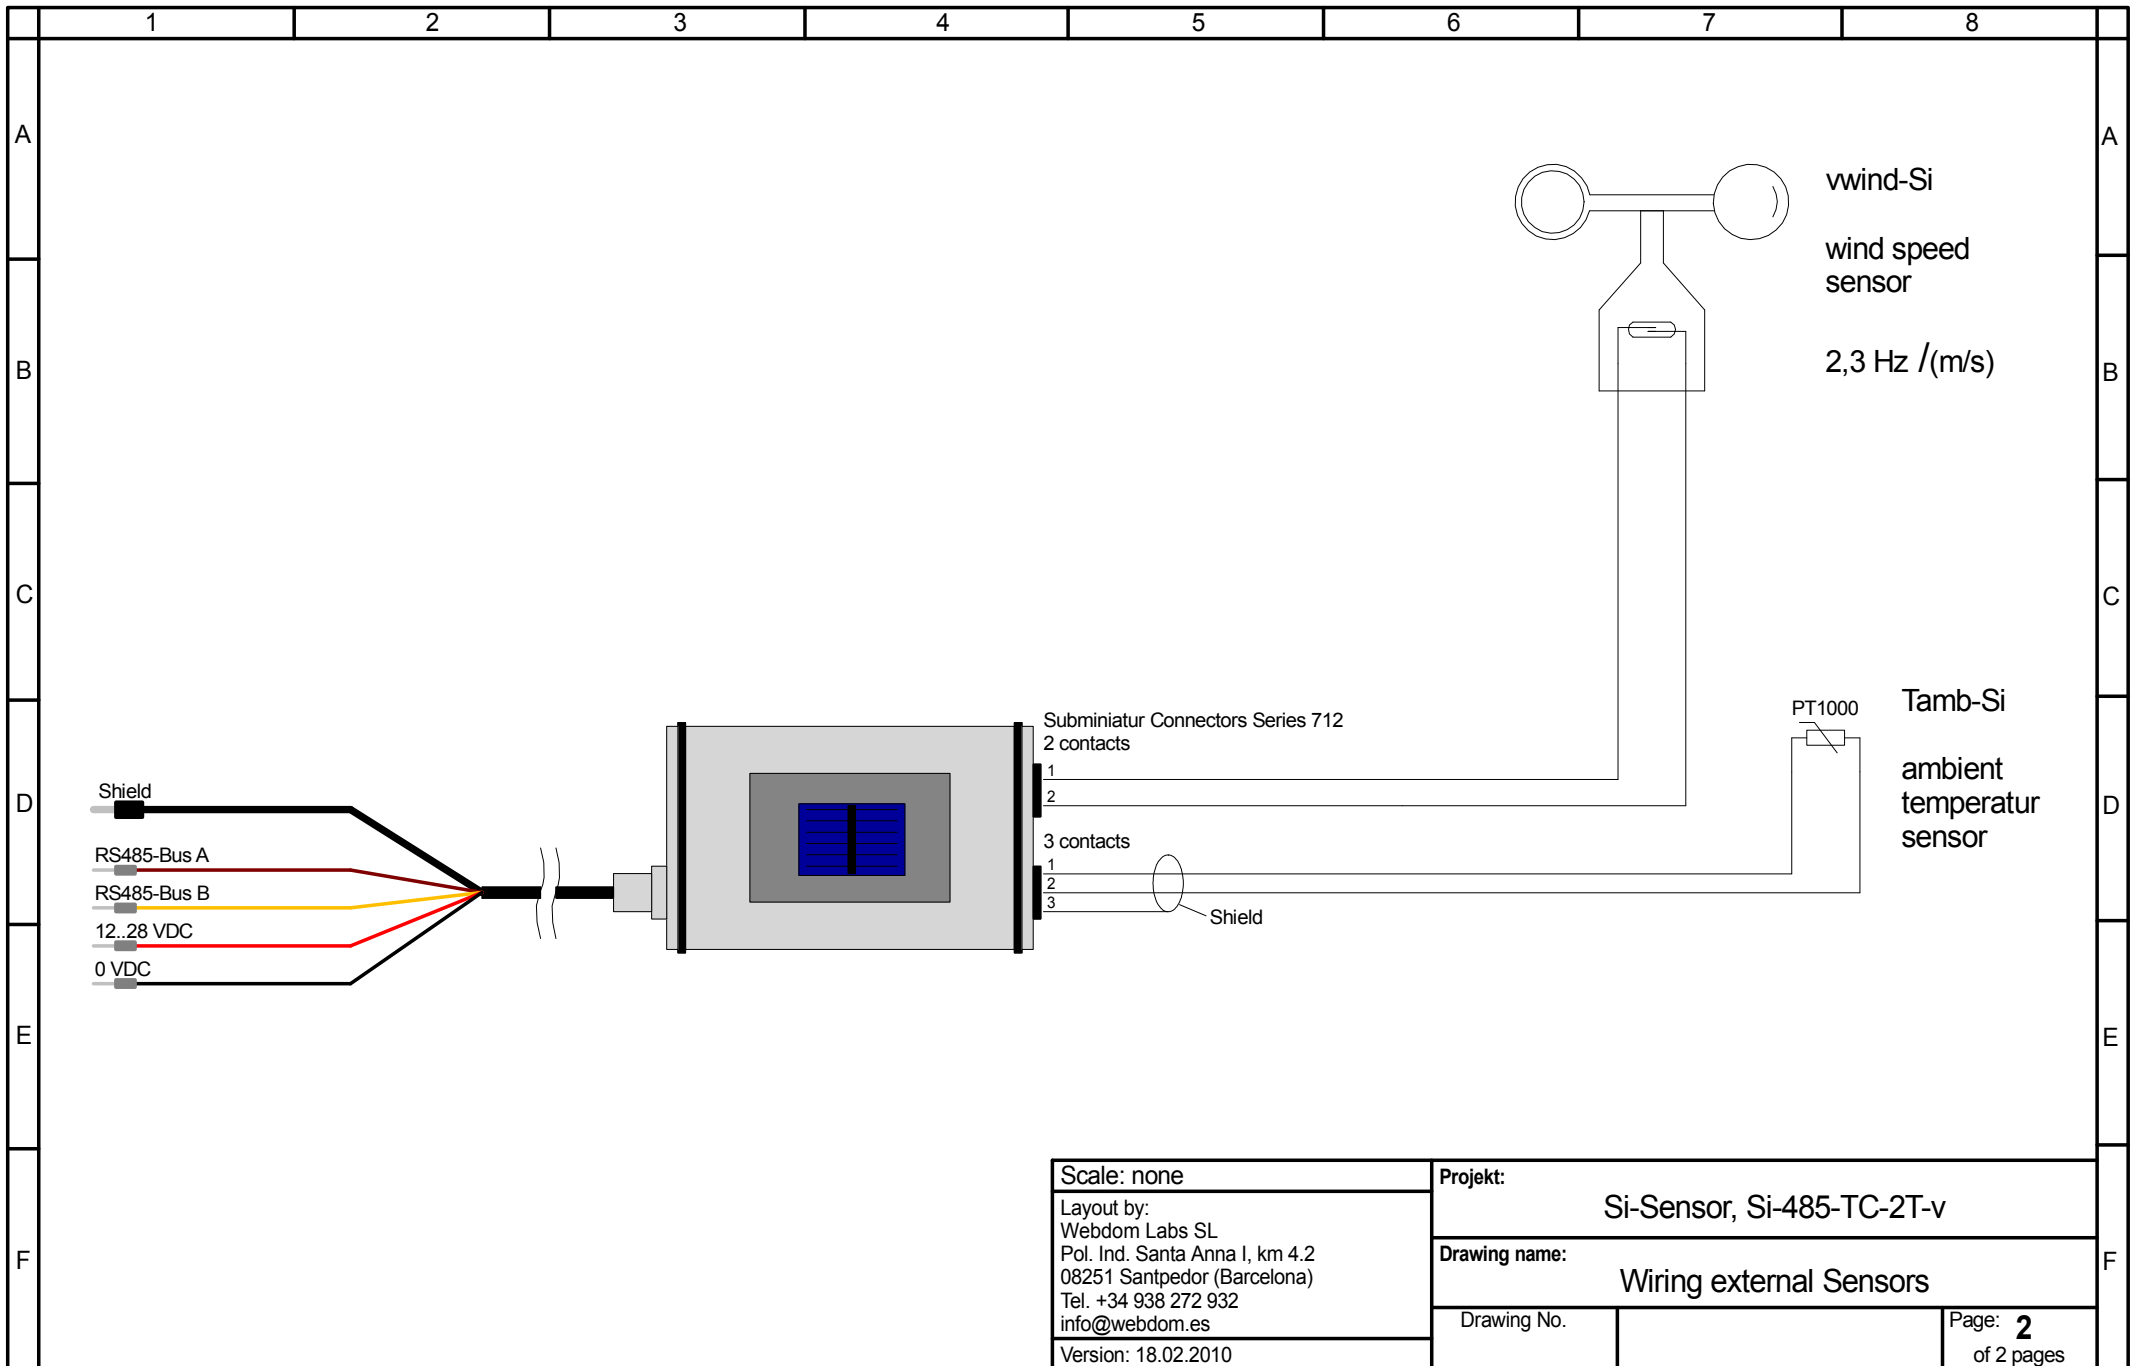 1 2 3 4 5 6 7 8
A A
vwind-Si
wind speed
sensor
2,3 Hz /(m/s)
B B
C C
Subminiatur Connectors Series 712
2 contacts
1
2
3 contacts
1
2
3
Shield
PT1000
Tamb-Si
ambient
temperatur
sensor
D D
Shield
RS485-Bus A
RS485-Bus B
12..28 VDC
0 VDC
E E
F F
Scale: none
Layout by:
Webdom Labs SL
Pol. Ind. Santa Anna I, km 4.2
08251 Santpedor (Barcelona)
Tel. +34 938 272 932
info@webdom.es
Version: 18.02.2010
Projekt:
Si-Sensor, Si-485-TC-2T-v
Drawing name:
Wiring external Sensors
Drawing No.
Page: 2
of 2 pages